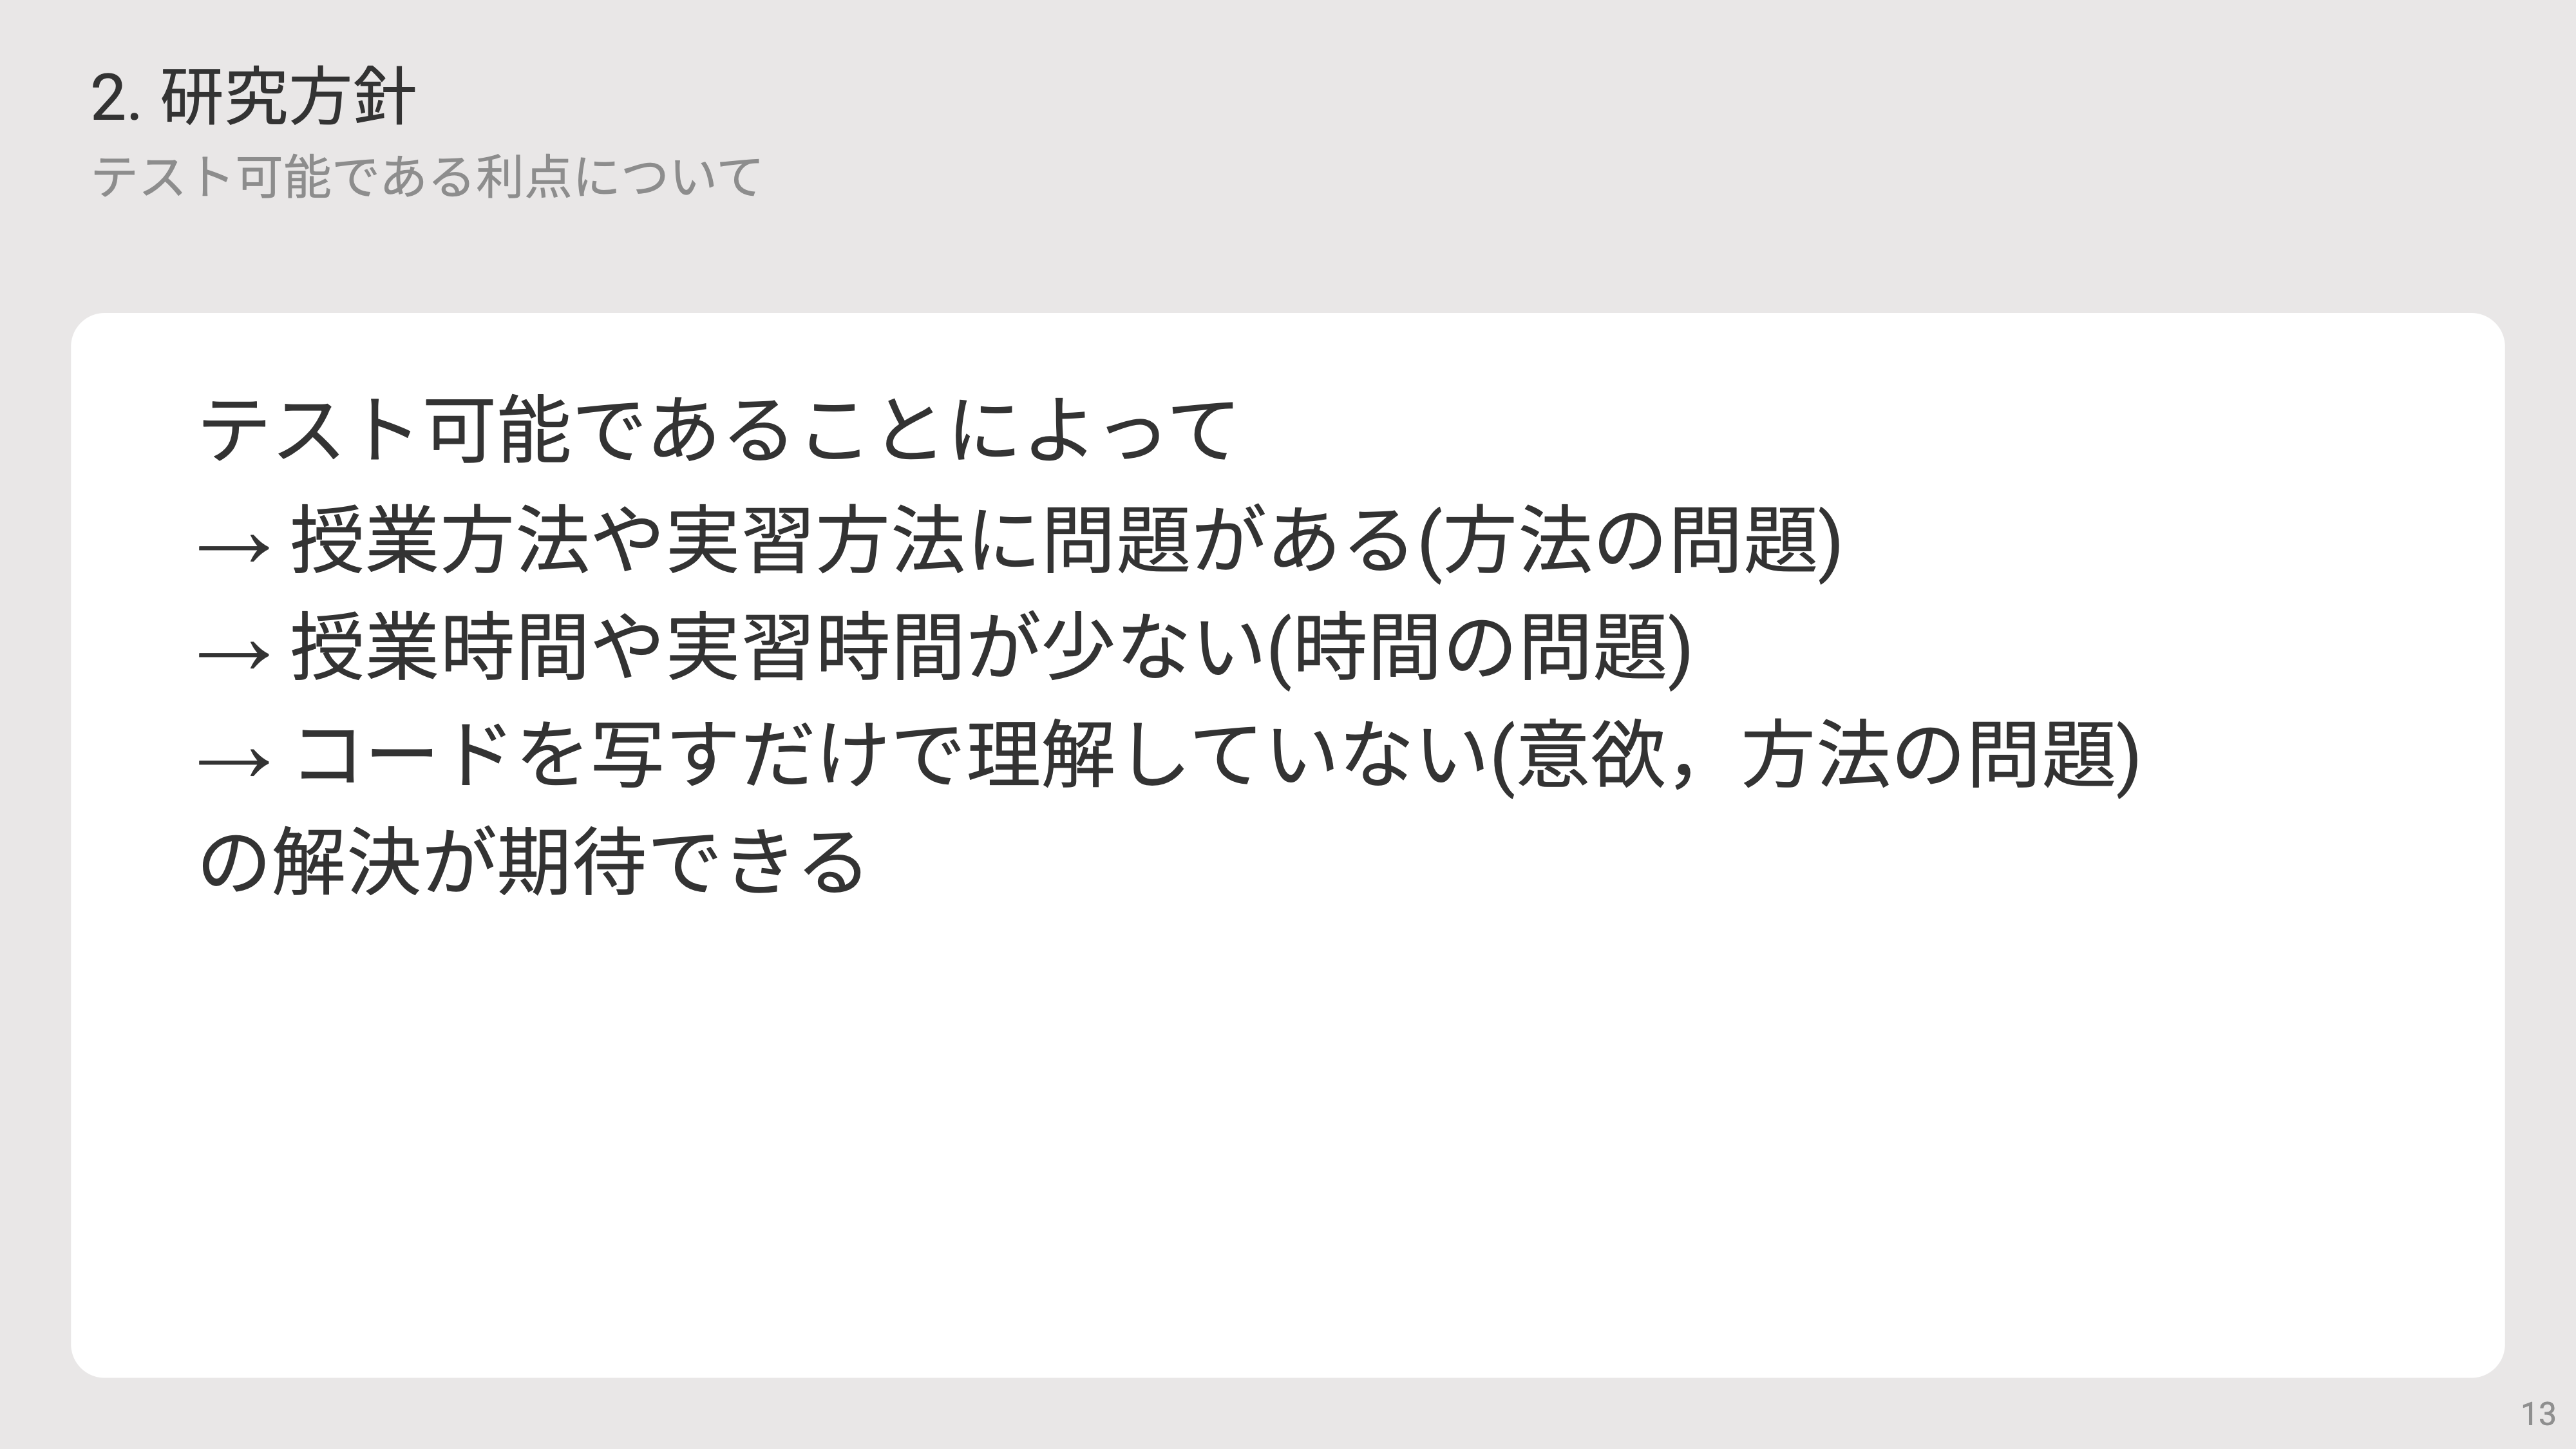 2. 研究方針
テスト可能である利点について
テスト可能であることによって
→ 授業方法や実習方法に問題がある(方法の問題)
→ 授業時間や実習時間が少ない(時間の問題)
→ コードを写すだけで理解していない(意欲，方法の問題)
の解決が期待できる
13